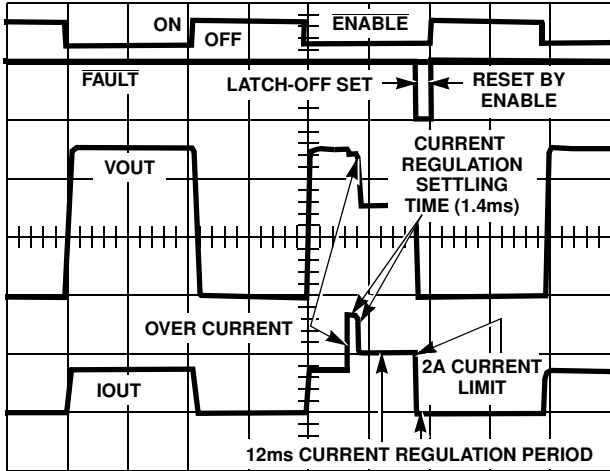 ON
OFF
ENABLE
FAULT
LATCH-OFF SET
RESET BY
ENABLE
VOUT
CURRENT
REGULATION
SETTLING
TIME (1.4ms)
OVER CURRENT
IOUT
2A CURRENT
LIMIT
12ms CURRENT REGULATION PERIOD